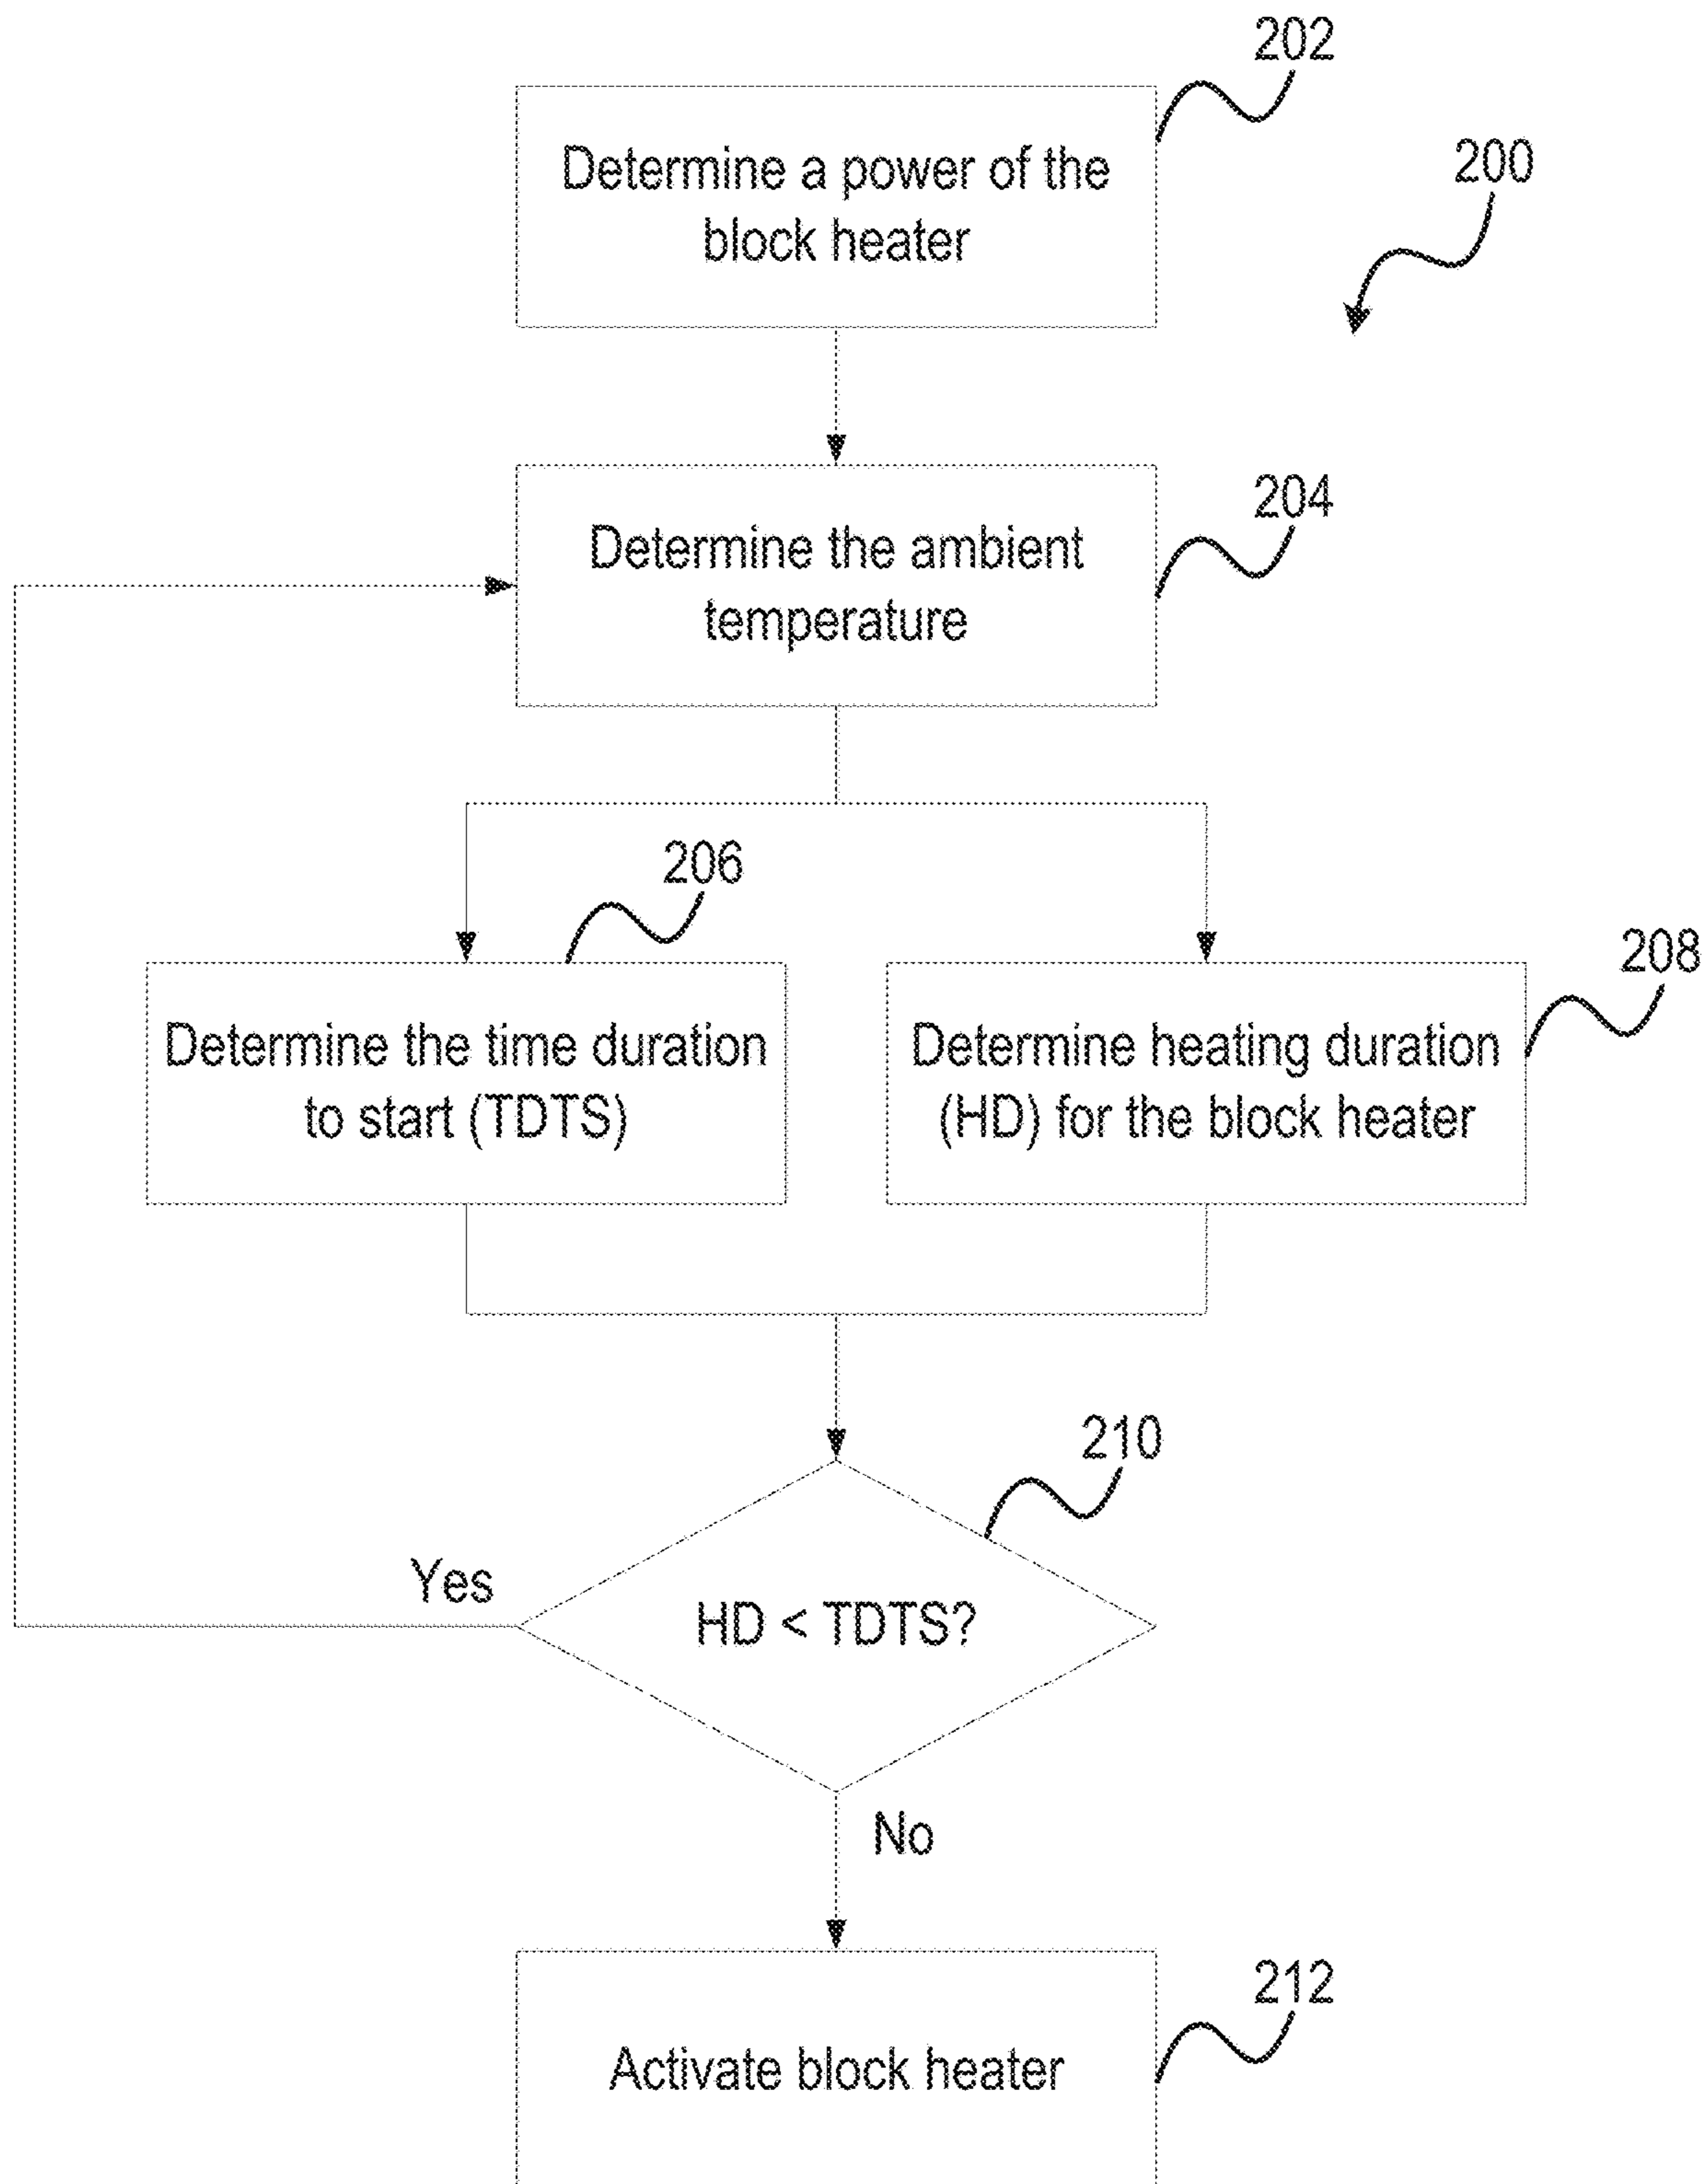 202
Determine a power of the
block heater
200
204
Determine the ambient
temperature
206
208
Determine the time duration
to start (TDTS)
Determine heating duration
(HD) for the block heater
210
Yes
HD < TDTS?
No
212
Activate block heater